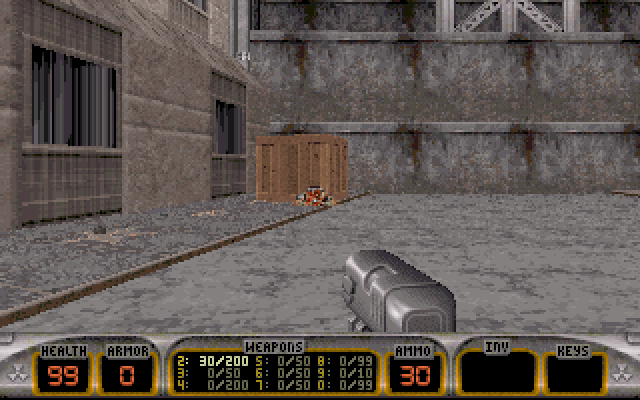 HEALTH ARMOR WEAPONS AMMO INV KEYS
99 0 30
2: 30/200 5: 0/50 8: 0/99
3: 0/50 6: 0/50 9: 0/10
4: 0/200 7: 0/50 0: 0/99